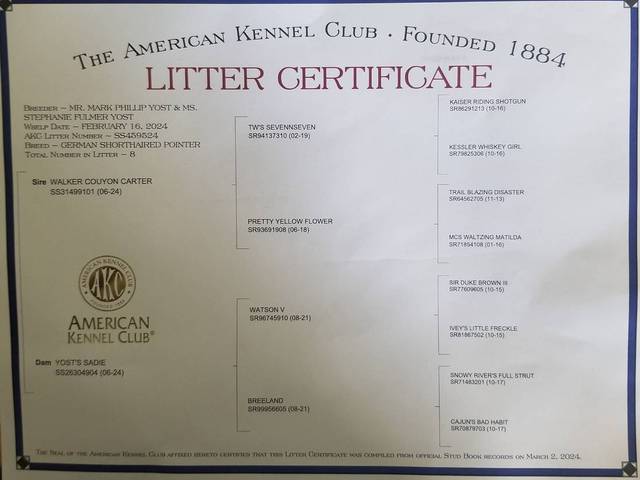 THE AMERICAN KENNEL CLUB · FOUNDED 1884
LITTER CERTIFICATE
BREEDER ~ MR. MARK PHILLIP YOST & MS.
STEPHANIE FULMER YOST
WHELP DATE ~ FEBRUARY 16, 2024
AKC LITTER NUMBER ~ SS459524
BREED ~ GERMAN SHORTHAIRED POINTER
TOTAL NUMBER IN LITTER ~ 8
Sire WALKER COUYON CARTER
SS31499101 (06-24)
TW'S SEVENNSEVEN
SR94137310 (02-19)
PRETTY YELLOW FLOWER
SR93691908 (06-18)
KAISER RIDING SHOTGUN
SR86291213 (10-16)
KESSLER WHISKEY GIRL
SR79825306 (10-16)
TRAIL BLAZING DISASTER
SR64562705 (11-13)
MCS WALTZING MATILDA
SR71854108 (01-16)
AMERICAN KENNEL CLUB
AKC
FOUNDED 1884
AMERICAN
KENNEL CLUB®
Dam YOST'S SADIE
SS26304904 (06-24)
WATSON V
SR96745910 (08-21)
BREELAND
SR99956605 (08-21)
SIR DUKE BROWN III
SR77609605 (10-15)
IVEY'S LITTLE FRECKLE
SR81867502 (10-15)
SNOWY RIVER'S FULL STRUT
SR71483201 (10-17)
CAJUN'S BAD HABIT
SR70879703 (10-17)
THE SEAL OF THE AMERICAN KENNEL CLUB AFFIXED HERETO CERTIFIES THAT THIS LITTER CERTIFICATE WAS COMPILED FROM OFFICIAL STUD BOOK RECORDS ON MARCH 2, 2024.